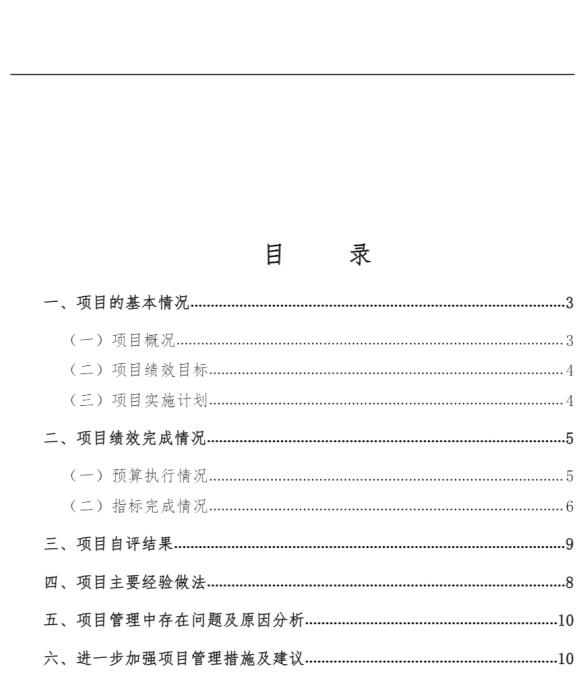 目 录
一、项目的基本情况........................3
（一）项目概况........................3
（二）项目绩效目标........................4
（三）项目实施计划........................4
二、项目绩效完成情况........................5
（一）预算执行情况........................5
（二）指标完成情况........................6
三、项目自评结果........................9
四、项目主要经验做法........................8
五、项目管理中存在问题及原因分析........................10
六、进一步加强项目管理措施及建议........................10